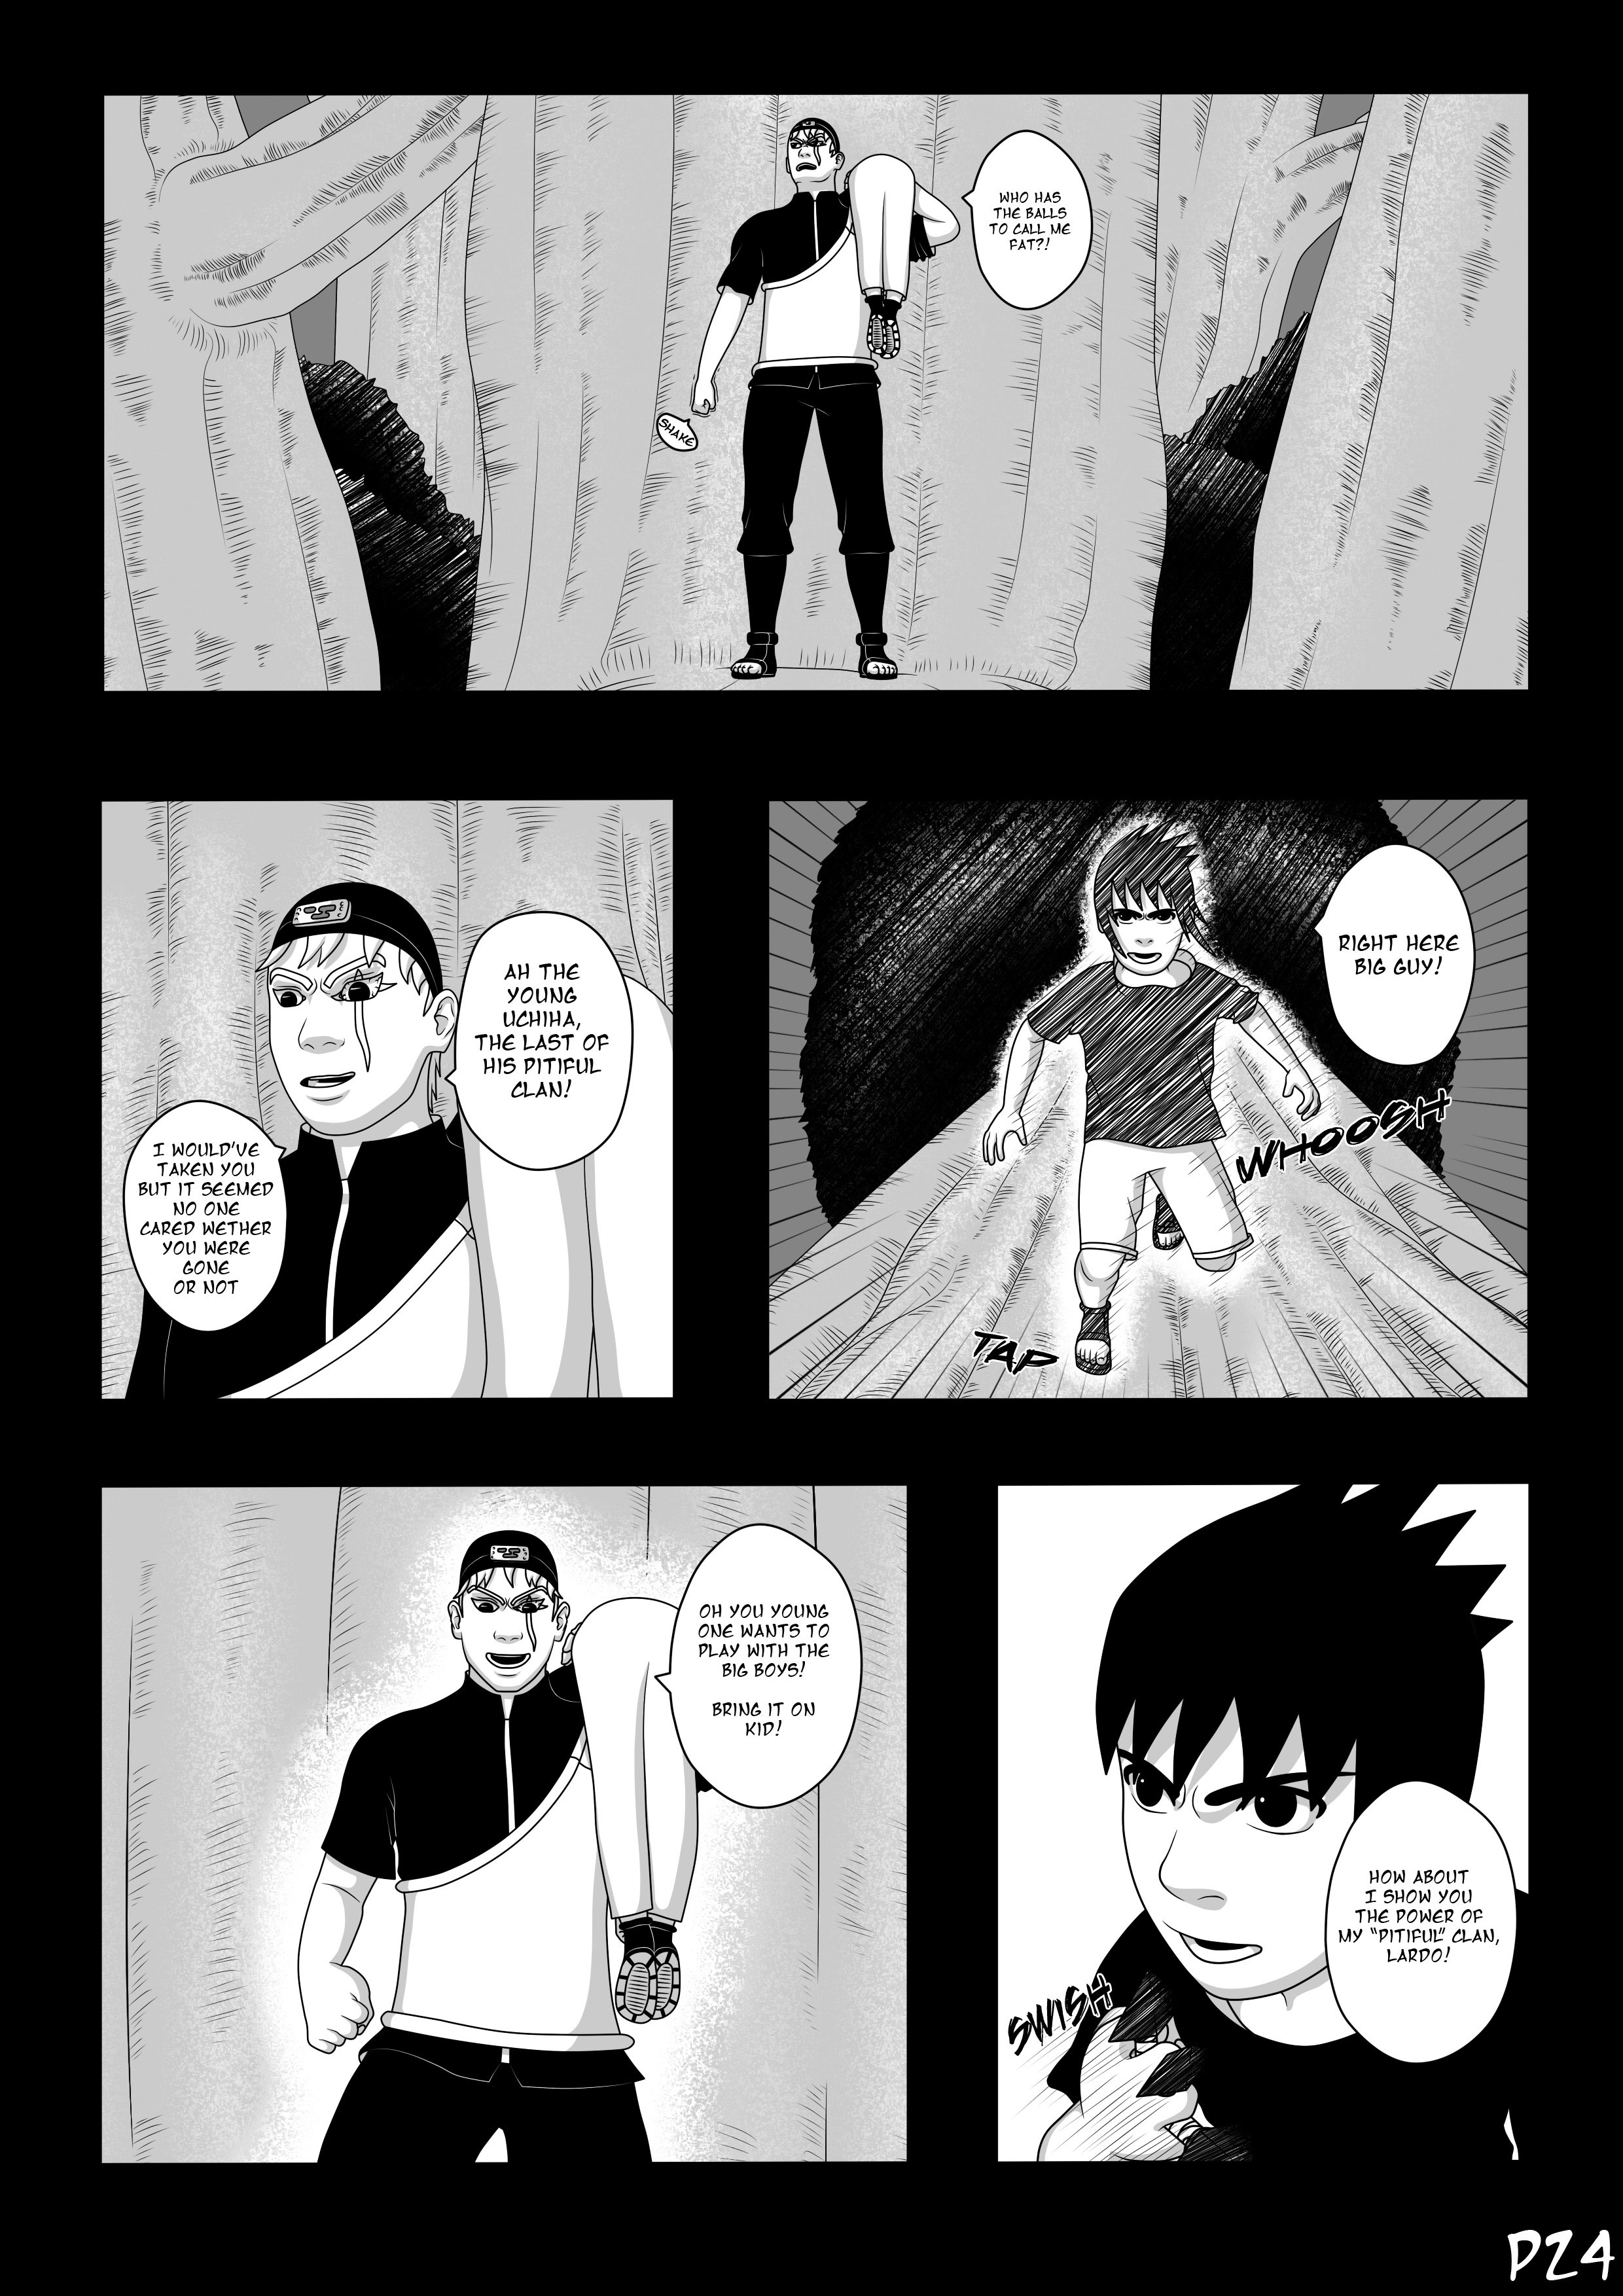 WHO HAS
THE BALLS
TO CALL ME
FAT?!
SHAKE
RIGHT HERE
BIG GUY!
WHOOSH
TAP
AH THE
YOUNG
UCHIHA,
THE LAST OF
HIS PITIFUL
CLAN!
I WOULD'VE
TAKEN YOU
BUT IT SEEMED
NO ONE
CARED WETHER
YOU WERE
GONE
OR NOT
HOW ABOUT
I SHOW YOU
THE POWER OF
MY "PITIFUL" CLAN,
LARDO!
SWISH
OH YOU YOUNG
ONE WANTS TO
PLAY WITH THE
BIG BOYS!
BRING IT ON
KID!
P24